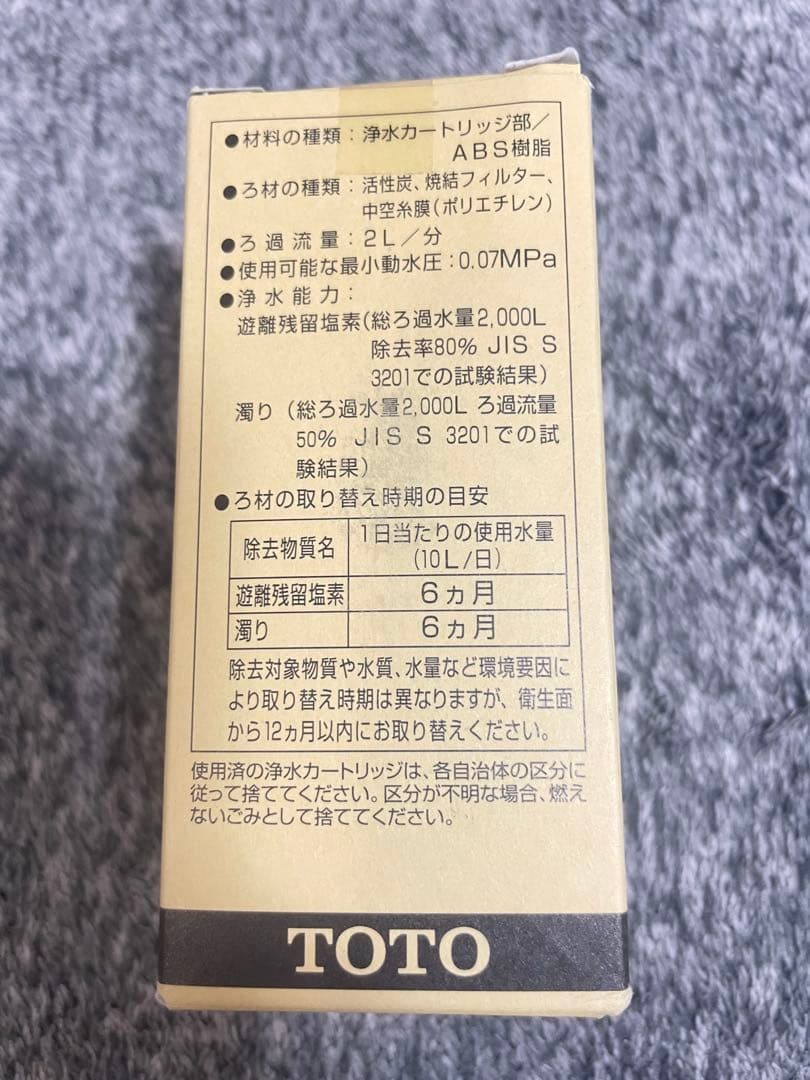 ●材料の種類：浄水カートリッジ部／
ABS樹脂
●ろ材の種類：活性炭、焼結フィルター、
中空糸膜（ポリエチレン）
●ろ過流量：2L／分
●使用可能な最小動水圧：0.07MPa
●浄水能力：
遊離残留塩素（総ろ過水量2,000L
除去率80% JIS S
3201での試験結果）
濁り（総ろ過水量2,000L ろ過流量
50% JIS S 3201での試
験結果）
●ろ材の取り替え時期の目安
除去物質名 1日当たりの使用水量
（10L/日）
遊離残留塩素 6ヵ月
濁り 6ヵ月
除去対象物質や水質、水量など環境要因に
より取り替え時期は異なりますが、衛生面
から12ヵ月以内にお取り替えください。
使用済の浄水カートリッジは、各自治体の区分に
従って捨ててください。区分が不明な場合、燃え
ないごみとして捨ててください。
TOTO